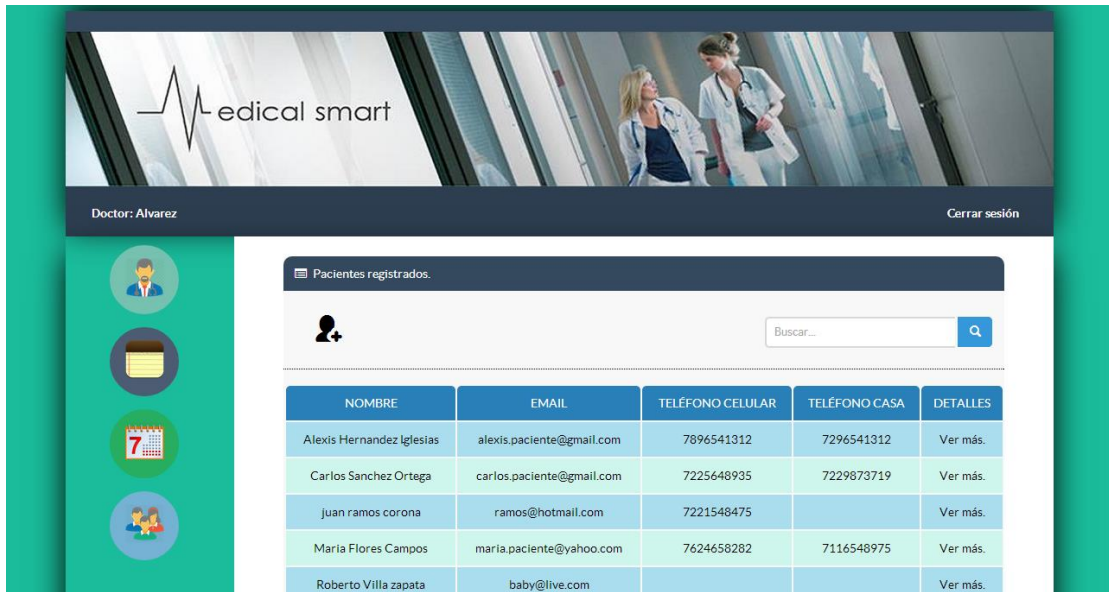 edical smart
Doctor: Alvarez
Cerrar sesión
Pacientes registrados.
Buscar...
NOMBRE EMAIL TELÉFONO CELULAR TELÉFONO CASA DETALLES
Alexis Hernandez Iglesias alexis.paciente@gmail.com 7896541312 7296541312 Ver más.
7
Carlos Sanchez Ortega carlos.paciente@gmail.com 7225648935 7229873719 Ver más.
juan ramos corona ramos@hotmail.com 7221548475 Ver más.
Maria Flores Campos maria.paciente@yahoo.com 7624658282 7116548975 Ver más.
Roberto Villa zapata baby@live.com Ver más.